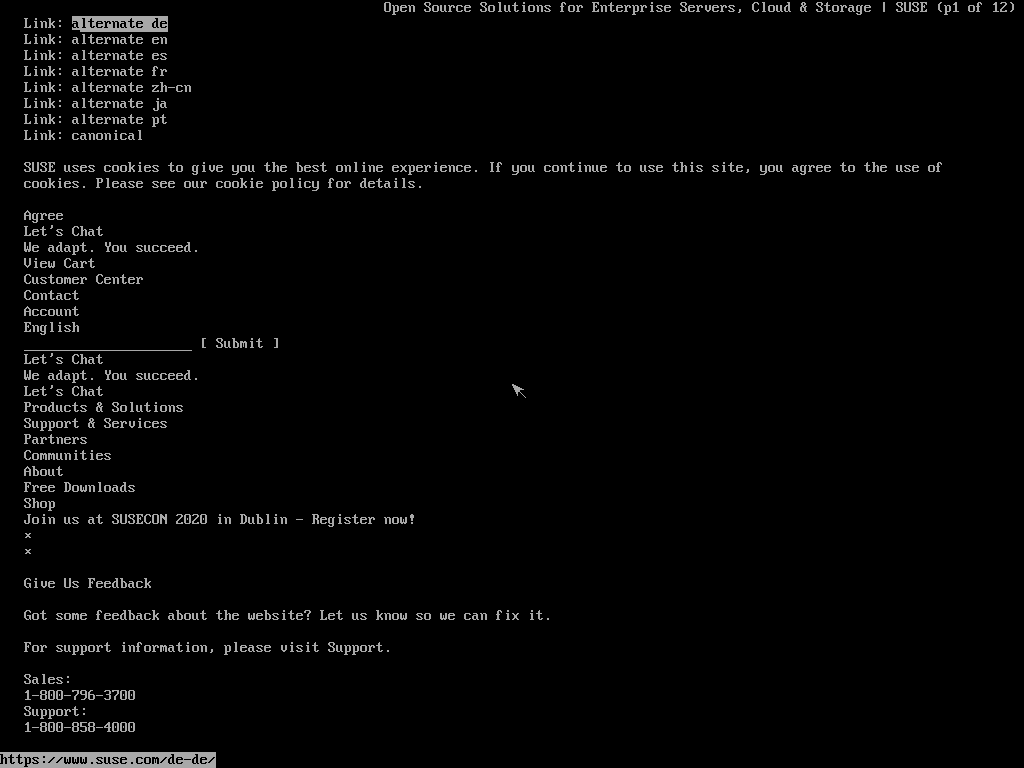 Open Source Solutions for Enterprise Servers, Cloud & Storage | SUSE (p1 of 12)
Link: alternate de
Link: alternate en
Link: alternate es
Link: alternate fr
Link: alternate zh-cn
Link: alternate ja
Link: alternate pt
Link: canonical
SUSE uses cookies to give you the best online experience. If you continue to use this site, you agree to the use of
cookies. Please see our cookie policy for details.
Agree
Let's Chat
We adapt. You succeed.
View Cart
Customer Center
Contact
Account
English
_____________________ [ Submit ]
Let's Chat
We adapt. You succeed.
Let's Chat
Products & Solutions
Support & Services
Partners
Communities
About
Free Downloads
Shop
Join us at SUSECON 2020 in Dublin - Register now!
×
×
Give Us Feedback
Got some feedback about the website? Let us know so we can fix it.
For support information, please visit Support.
Sales:
1-800-796-3700
Support:
1-800-858-4000
https://www.suse.com/de-de/